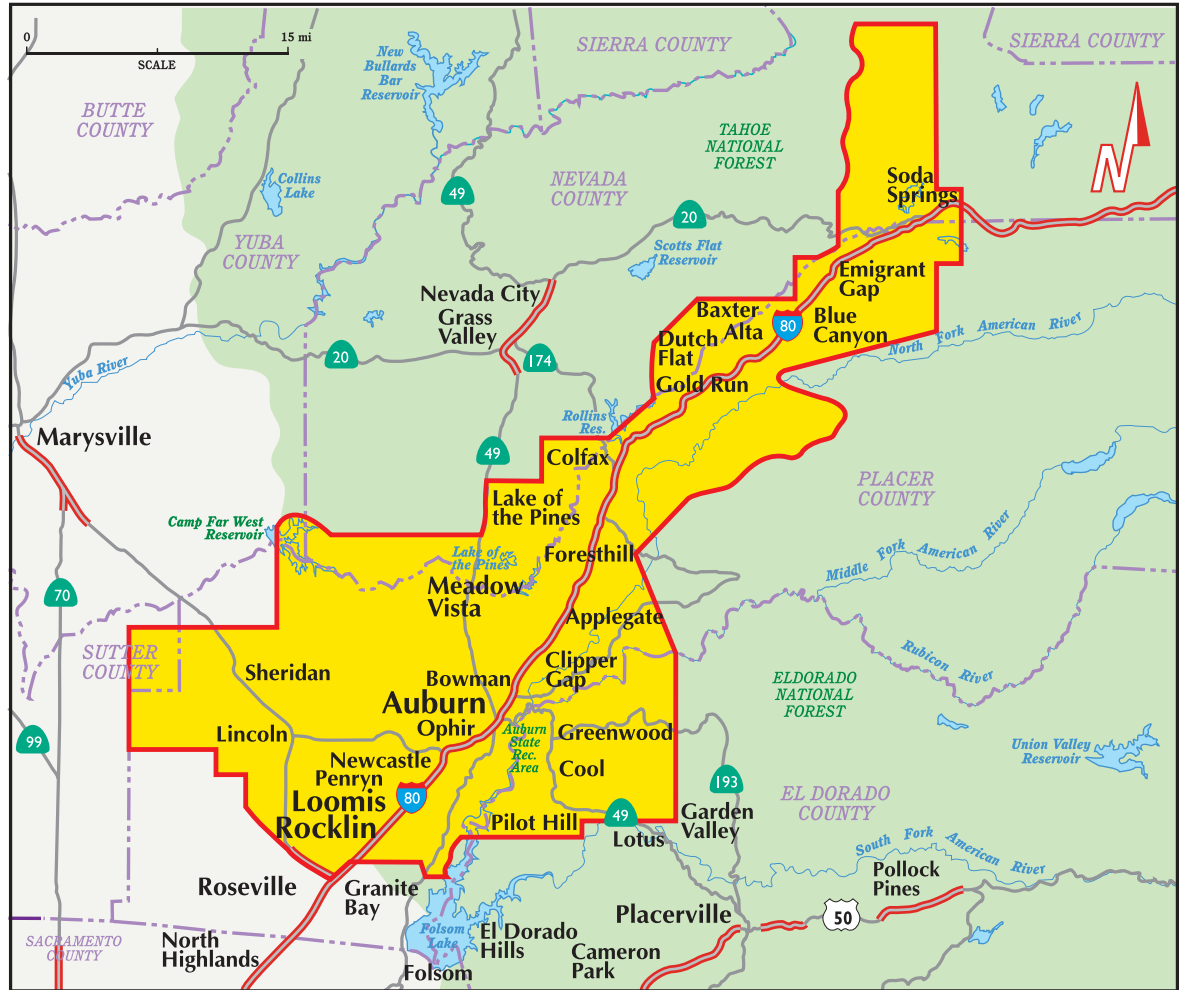 0
15 mi
SCALE
New
Bullards
Bar
Reservoir
SIERRA COUNTY
SIERRA COUNTY
BUTTE
COUNTY
TAHOE
NATIONAL
FOREST
N
Collins
Lake
49
NEVADA
COUNTY
Soda
Springs
20
YUBA
COUNTY
Scotts Flat
Reservoir
Emigrant
Gap
Nevada City
Grass
Valley
Baxter
Alta
80
Blue
Canyon
Dutch
Flat
North Fork American River
20
174
Yuba River
Gold Run
Rollins
Res.
Marysville
49
Colfax
PLACER
COUNTY
Lake of
the Pines
Camp Far West
Reservoir
Lake of
the Pines
Foresthill
Middle Fork American River
70
Meadow
Vista
Applegate
SUTTER
COUNTY
Sheridan
Clipper
Gap
Rubicon River
Bowman
Auburn
Ophir
ELDORADO
NATIONAL
FOREST
99
Lincoln
Auburn
State
Rec.
Area
Greenwood
Newcastle
Penryn
Cool
Union Valley
Reservoir
Loomis
80
193
EL DORADO
COUNTY
Rocklin
Pilot Hill
49
Garden
Valley
Lotus
South Fork American River
Roseville
Granite
Bay
Pollock
Pines
Placerville
50
SACRAMENTO
COUNTY
North
Highlands
Folsom
Lake
El Dorado
Hills
Cameron
Park
Folsom